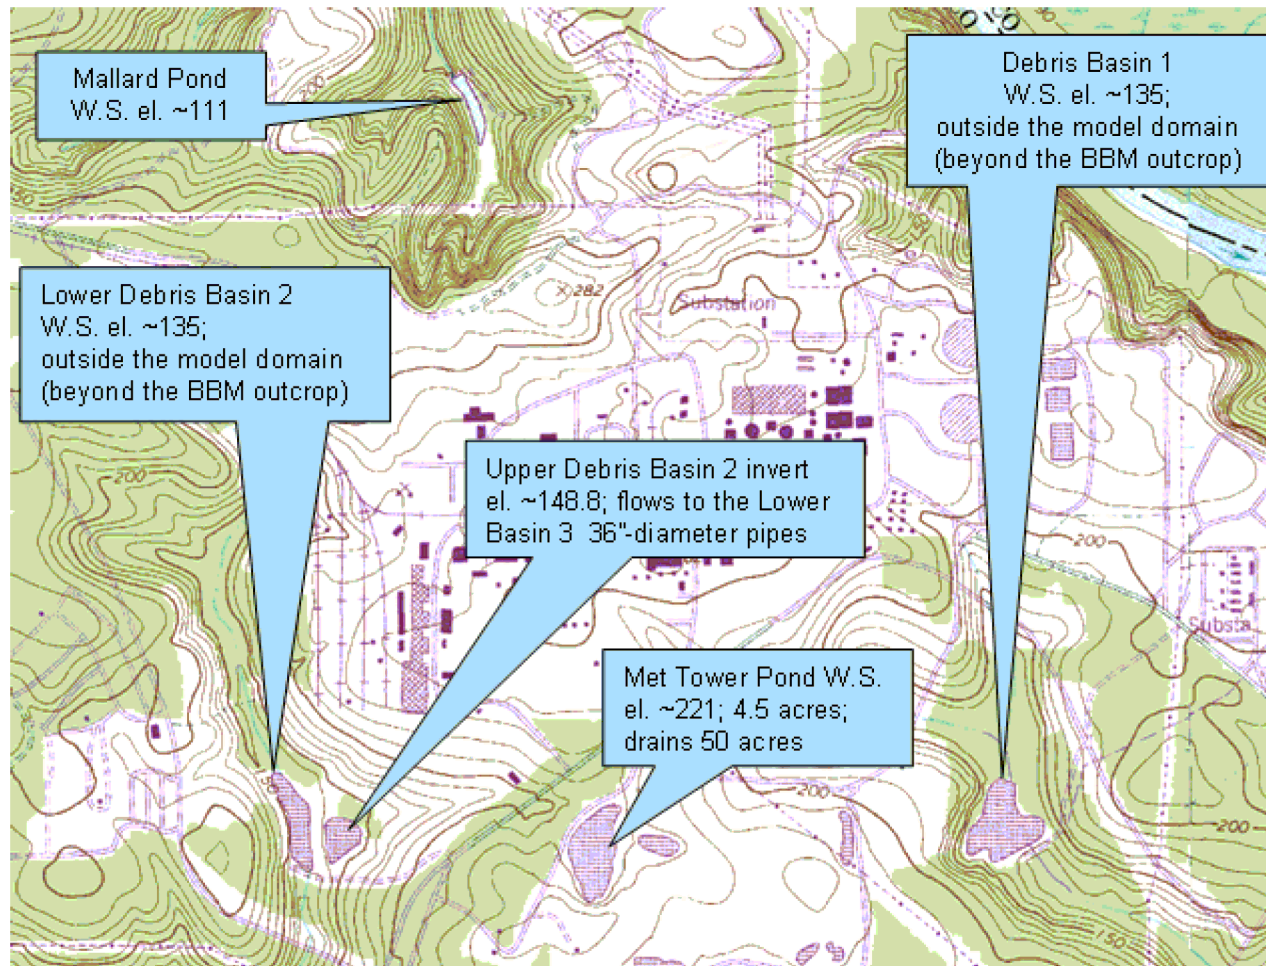 Mallard Pond
W.S. el. ~111
Debris Basin 1
W.S. el. ~135;
outside the model domain
(beyond the BBM outcrop)
200
Lower Debris Basin 2
W.S. el. ~135;
outside the model domain
(beyond the BBM outcrop)
282
Substation
200
Upper Debris Basin 2 invert
el. ~148.8; flows to the Lower
Basin 3 36"-diameter pipes
200
Substa
Met Tower Pond W.S.
el. ~221; 4.5 acres;
drains 50 acres
200
200
200
150